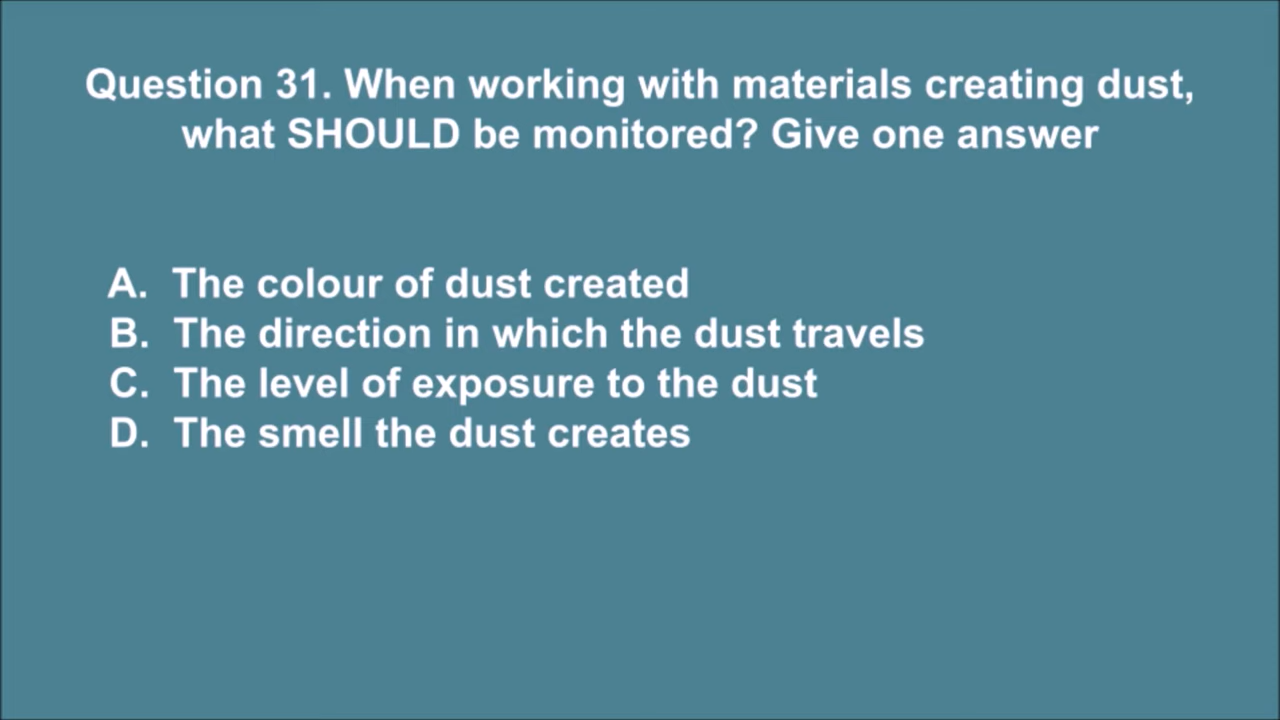 Question 31. When working with materials creating dust,
what SHOULD be monitored? Give one answer
A. The colour of dust created
B. The direction in which the dust travels
C. The level of exposure to the dust
D. The smell the dust creates